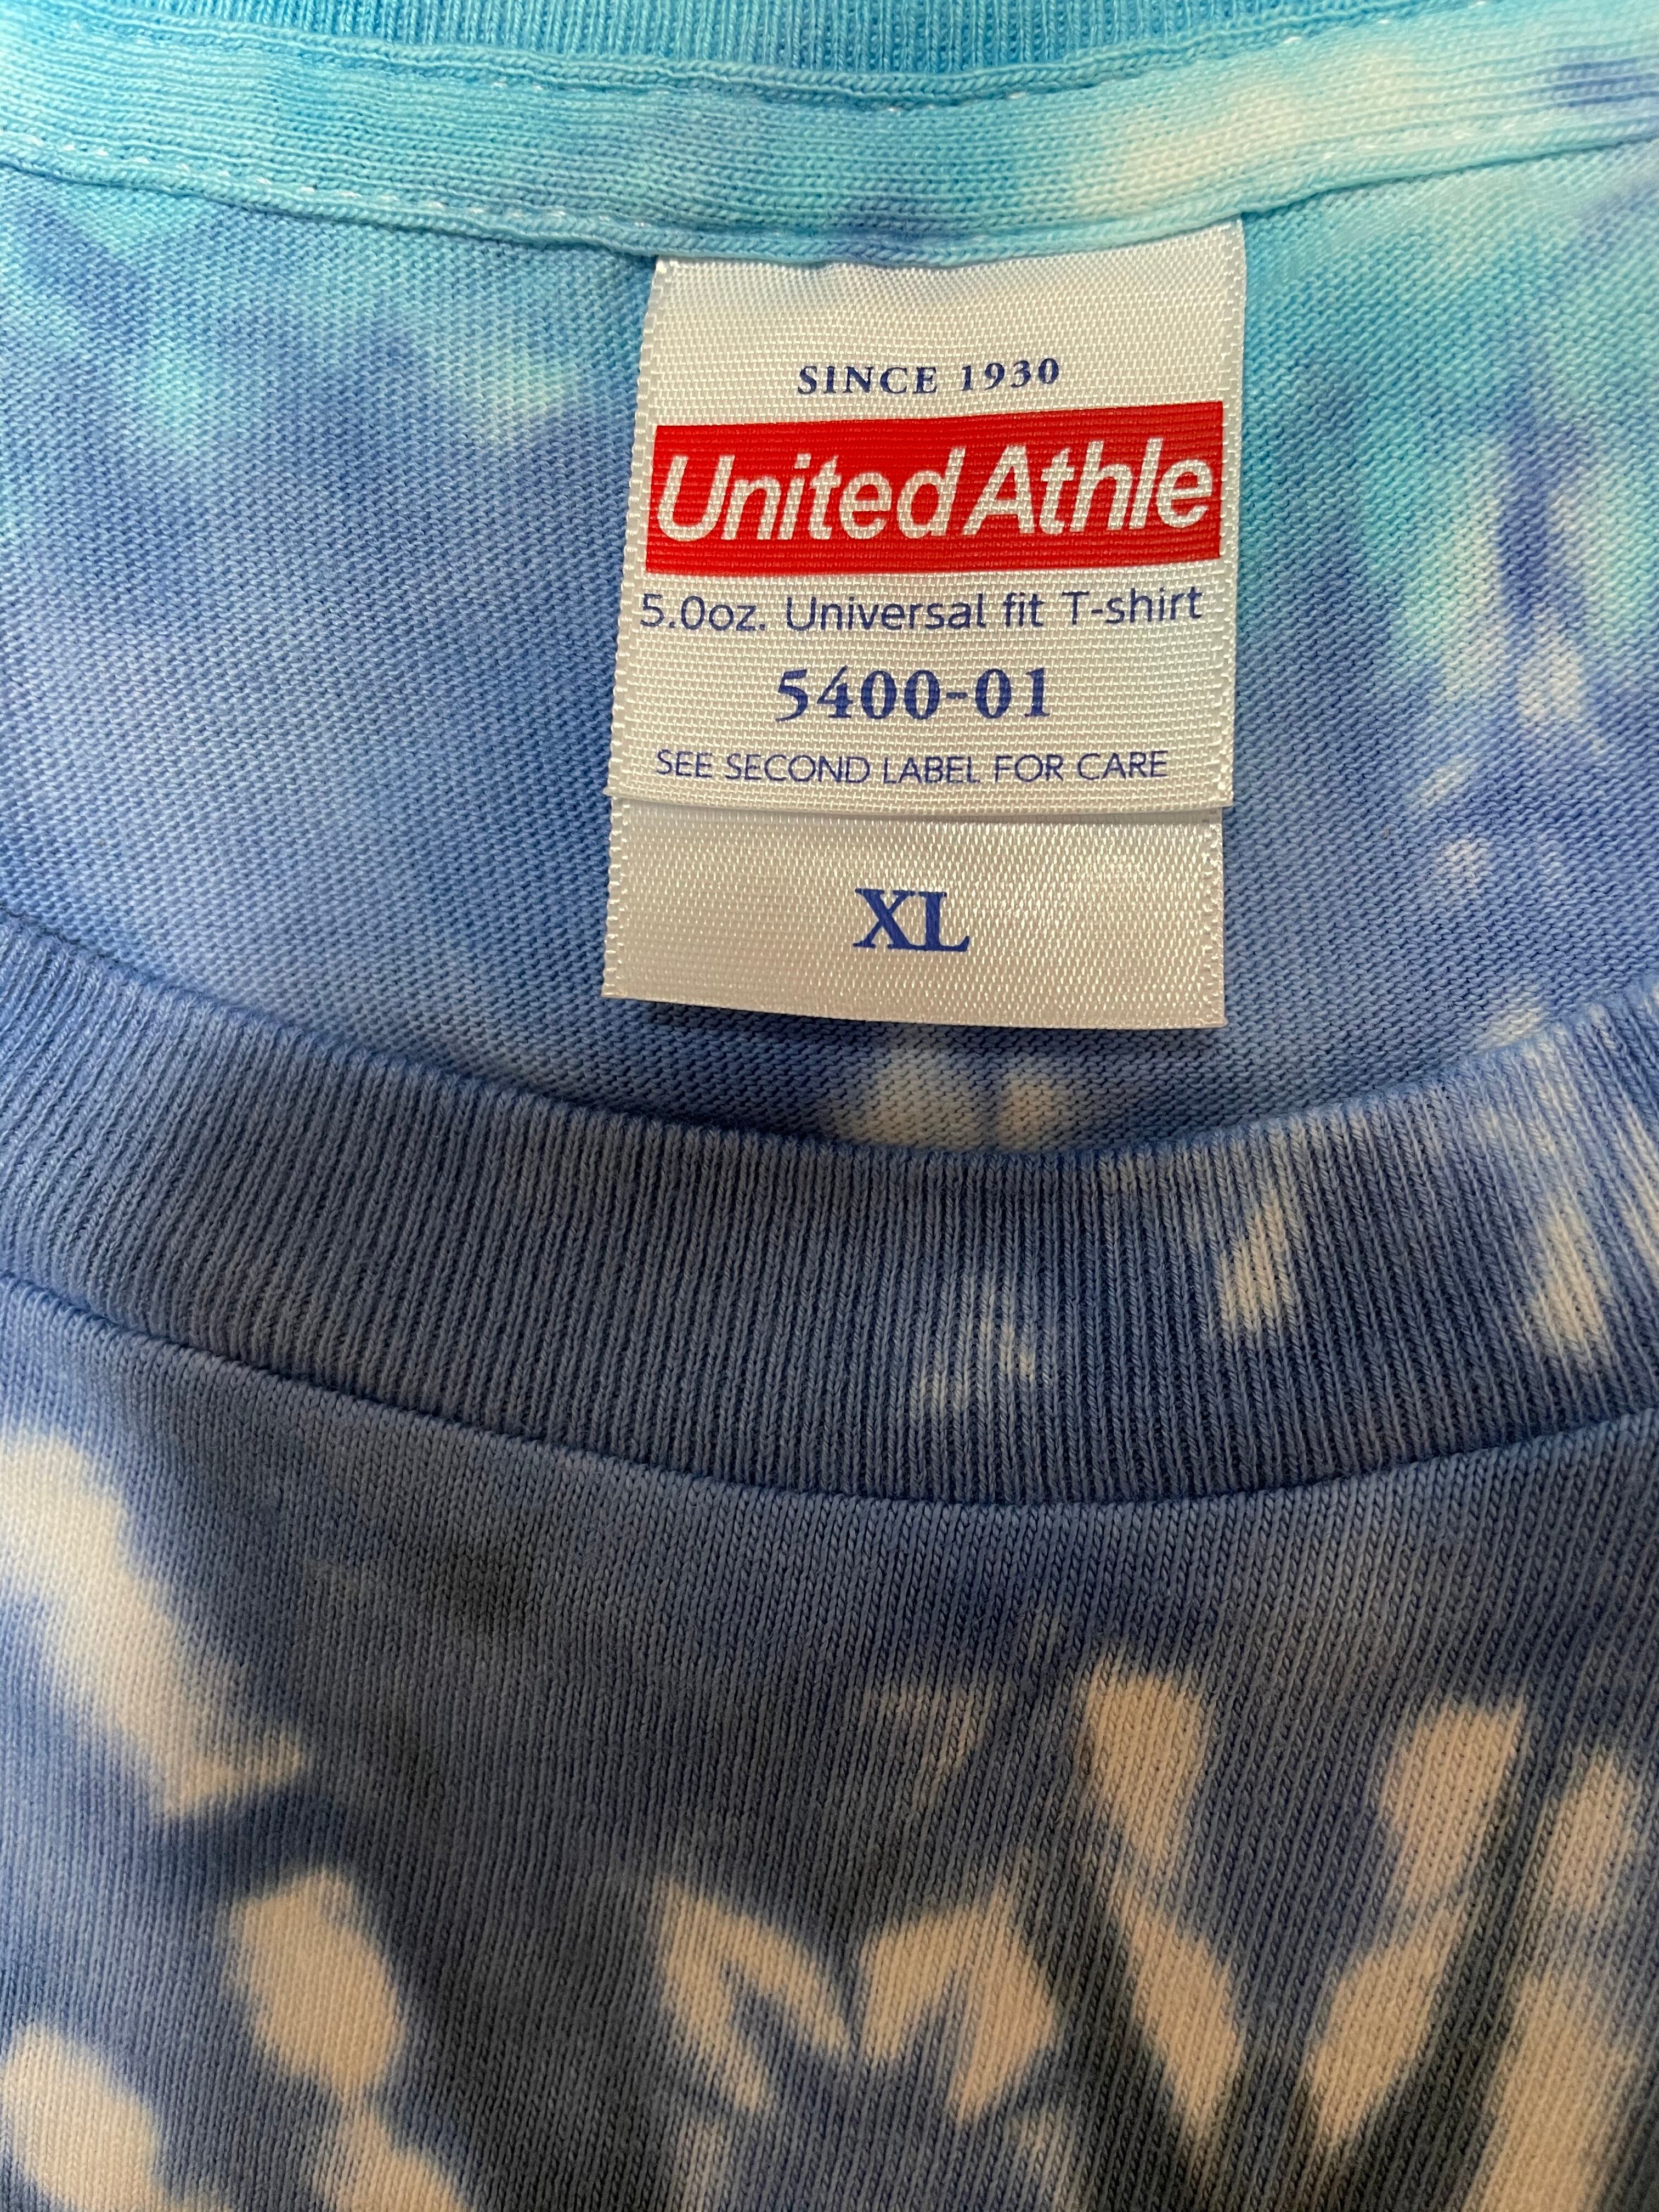 SINCE 1930
United Athle
5.0oz. Universal fit T-shirt
5400-01
SEE SECOND LABEL FOR CARE
XL